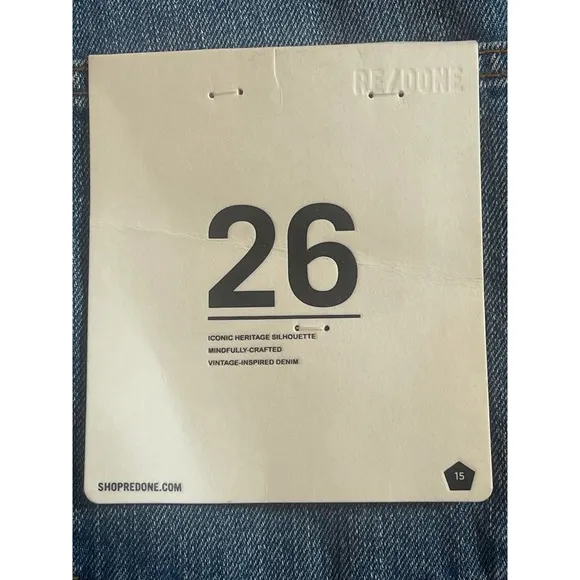 RE/DONE
26
ICONIC HERITAGE SILHOUETTE
MINDFULLY-CRAFTED
VINTAGE-INSPIRED DENIM
SHOPREDONE.COM
15